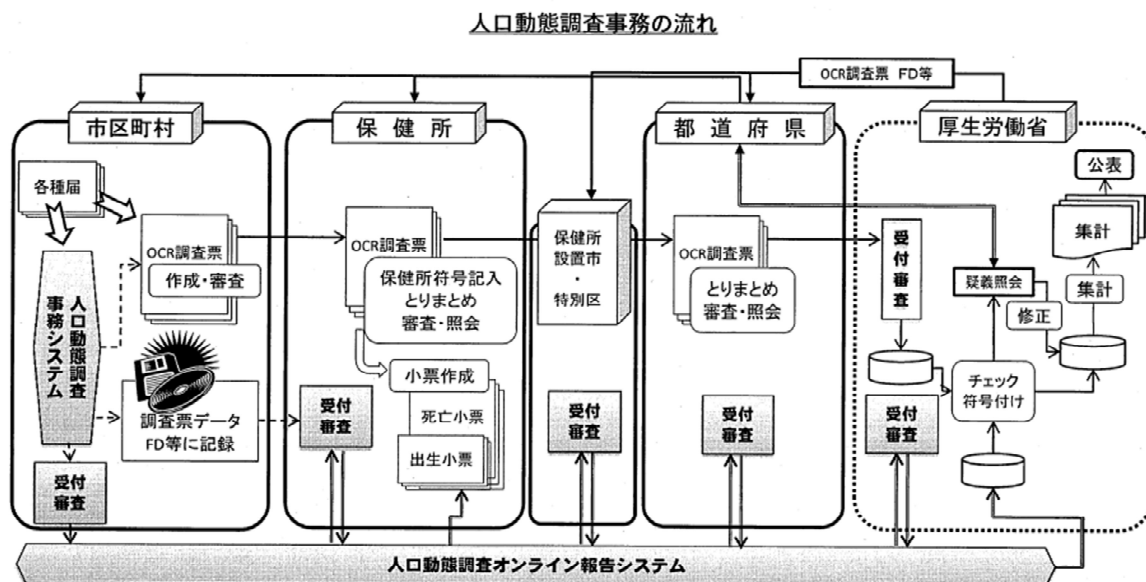 人口動態調査事務の流れ
OCR調査票 FD等
市区町村
保健所
都道府県
厚生労働省
各種届
OCR調査票
作成・審査
人口動態調査
事務システム
調査票データ
FD等に記録
受付
審査
OCR調査票
保健所符号記入
とりまとめ
審査・照会
小票作成
死亡小票
出生小票
受付
審査
保健所
設置市
・
特別区
受付
審査
OCR調査票
とりまとめ
審査・照会
受付
審査
受付審査
疑義照会
修正
公表
集計
集計
チェック
符号付け
受付
審査
人口動態調査オンライン報告システム